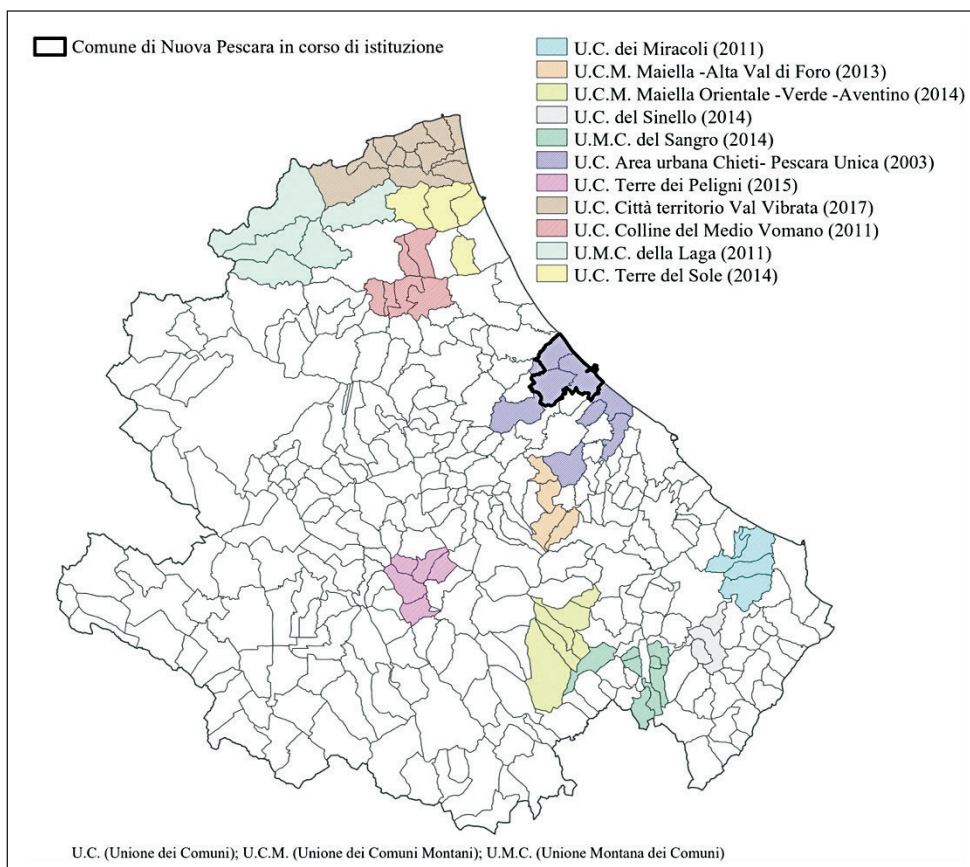 Comune di Nuova Pescara in corso di istituzione
U.C. dei Miracoli (2011)
U.C.M. Maiella -Alta Val di Foro (2013)
U.C.M. Maiella Orientale -Verde -Aventino (2014)
U.C. del Sinello (2014)
U.M.C. del Sangro (2014)
U.C. Area urbana Chieti- Pescara Unica (2003)
U.C. Terre dei Peligni (2015)
U.C. Città territorio Val Vibrata (2017)
U.C. Colline del Medio Vomano (2011)
U.M.C. della Laga (2011)
U.C. Terre del Sole (2014)
U.C. (Unione dei Comuni); U.C.M. (Unione dei Comuni Montani); U.M.C. (Unione Montana dei Comuni)